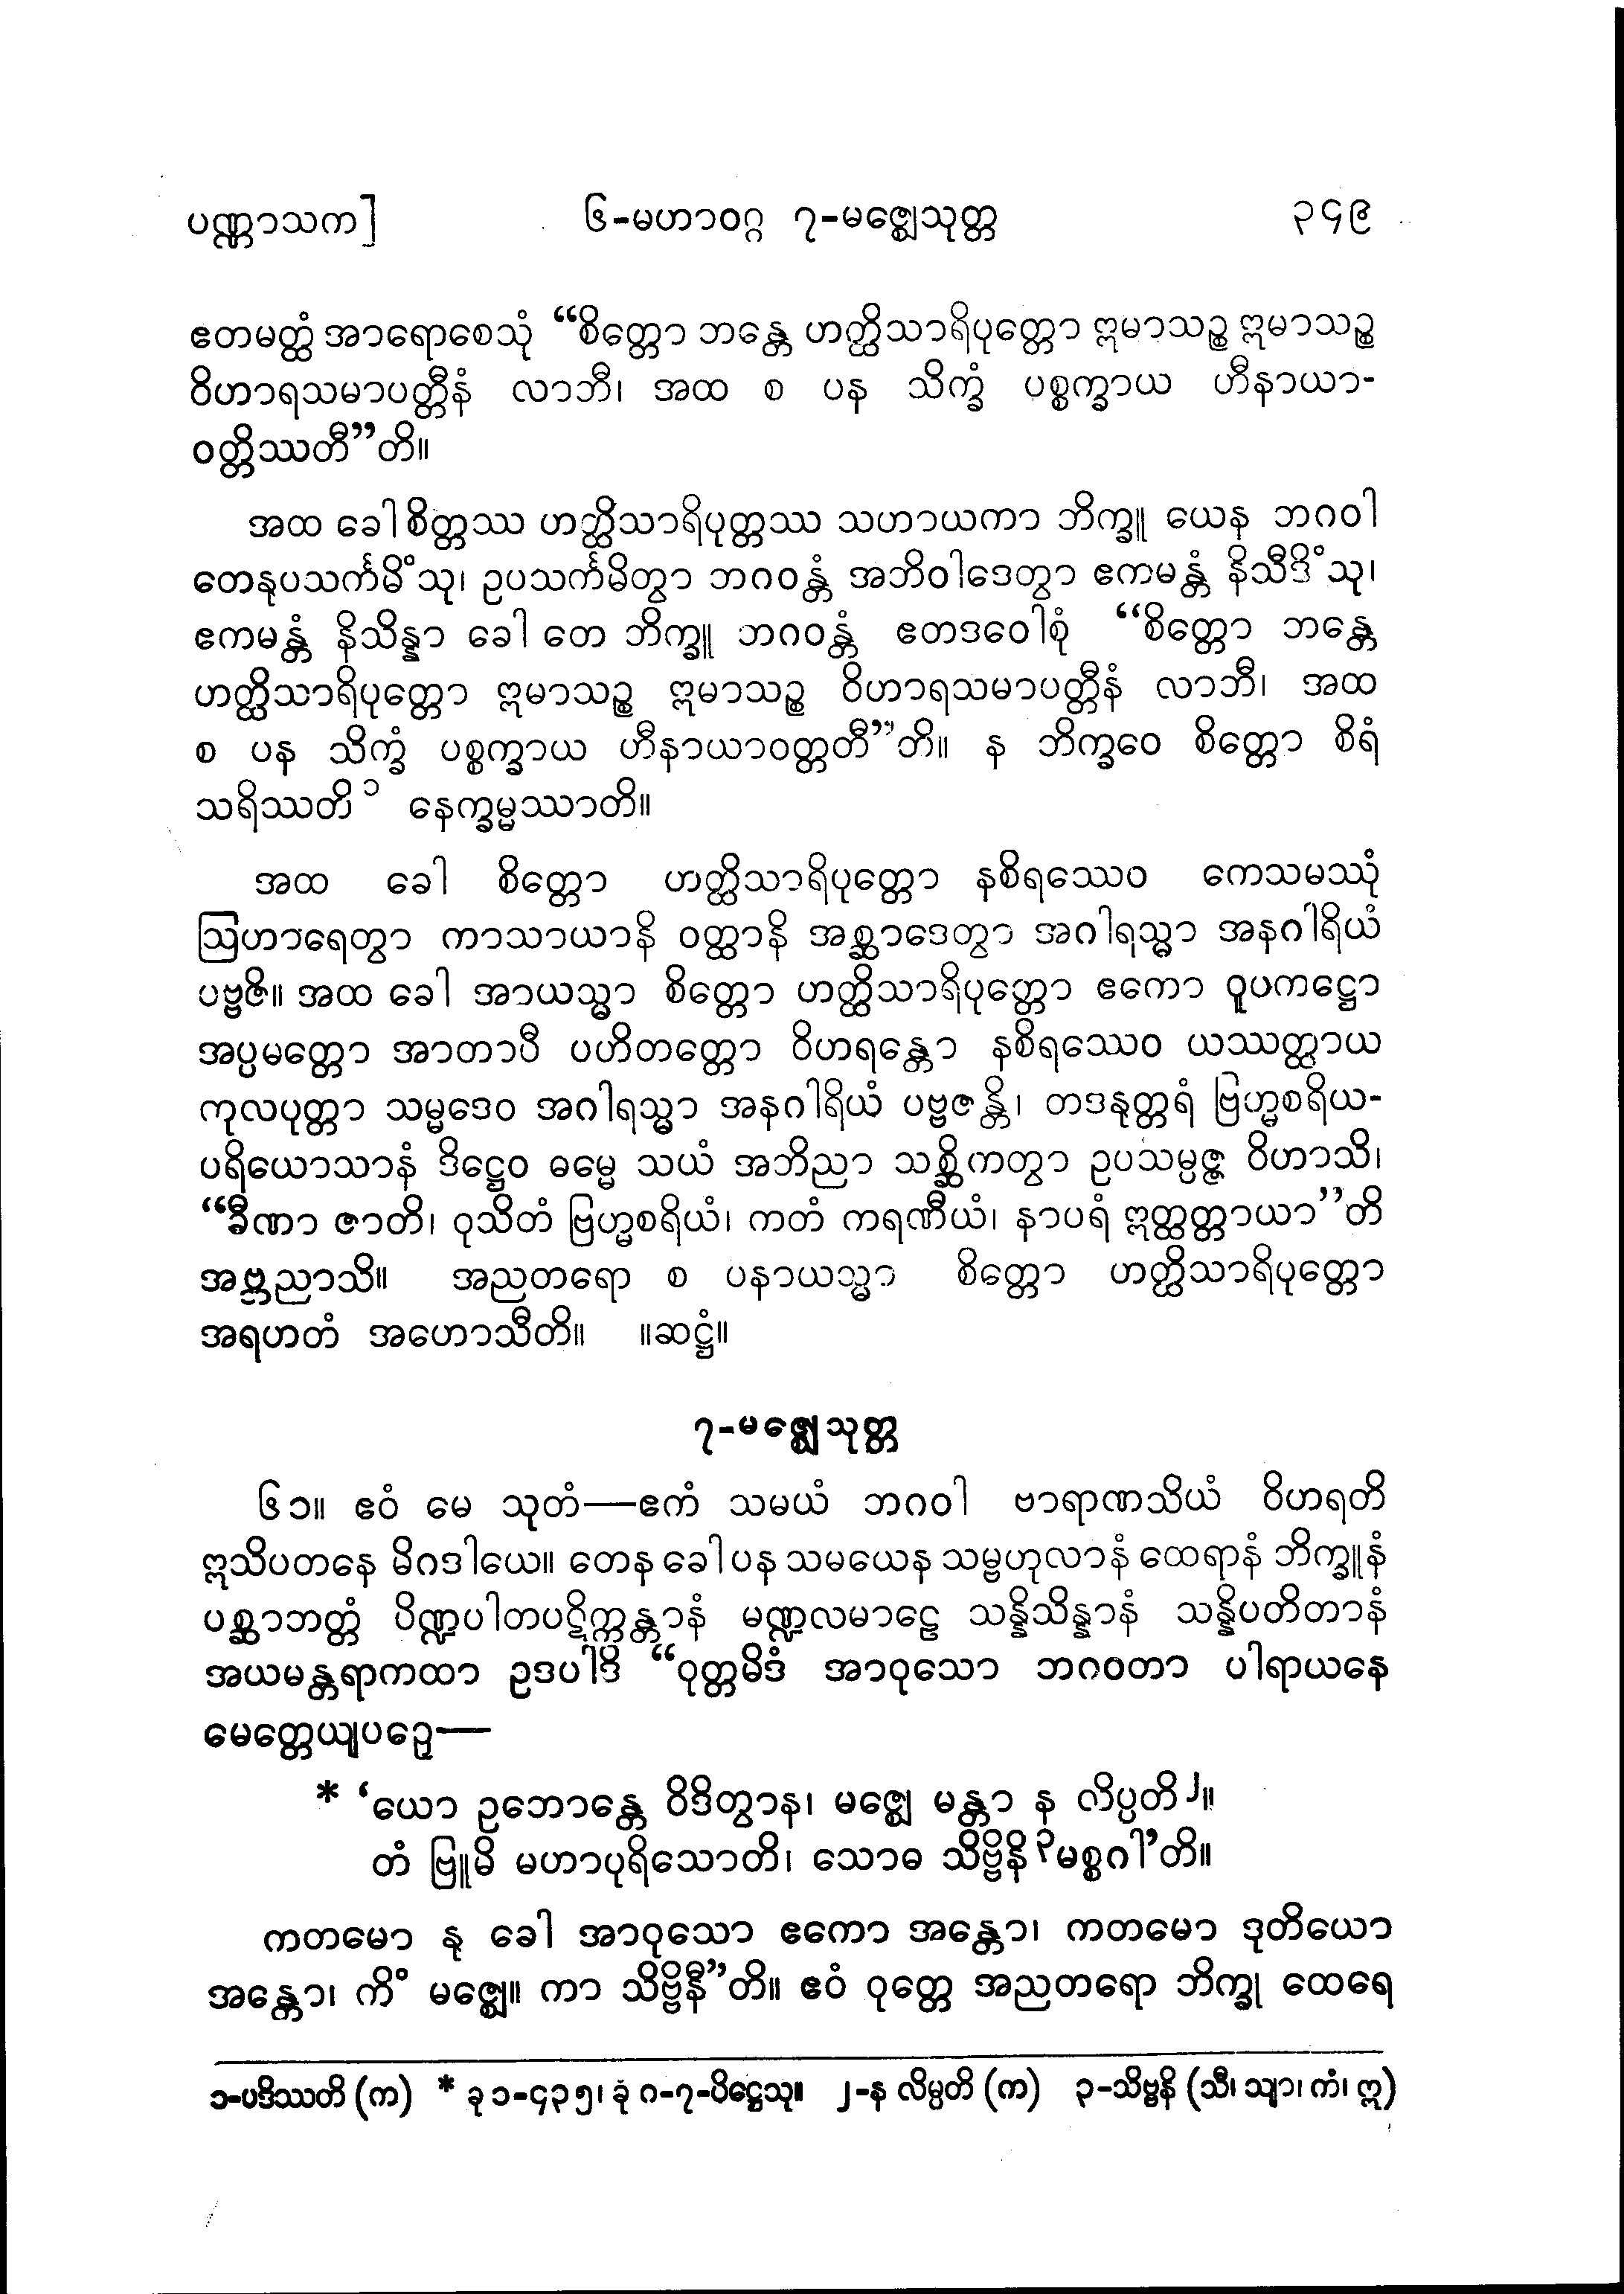 ပဏ္ဏာသက] ၆-မဟာဝဂ္ဂ ၇-မဇ္ဈေသုတ္တ ၃၄၉
ဧတမတ္ထံ အာရောစေသုံ “စိတ္တော ဘန္တေ ဟတ္ထိသာရိပုတ္တော ဣမာသဉ္စ ဣမာသဉ္စ
ဝိဟာရသမာပတ္တီနံ လာဘီ၊ အထ စ ပန သိက္ခံ ပစ္စက္ခာယ ဟီနာယာ-
ဝတ္တိဿတီ”တိ။
အထ ခေါ စိတ္တဿ ဟတ္ထိသာရိပုတ္တဿ သဟာယကာ ဘိက္ခူ ယေန ဘဂဝါ
တေနုပသင်္ကမိံသု၊ ဥပသင်္ကမိတွာ ဘဂဝန္တံ အဘိဝါဒေတွာ ဧကမန္တံ နိသီဒိံသု၊
ဧကမန္တံ နိသိန္နာ ခေါ တေ ဘိက္ခူ ဘဂဝန္တံ ဧတဒဝေါစုံ “စိတ္တော ဘန္တေ
ဟတ္ထိသာရိပုတ္တော ဣမာသဉ္စ ဣမာသဉ္စ ဝိဟာရသမာပတ္တီနံ လာဘီ၊ အထ
စ ပန သိက္ခံ ပစ္စက္ခာယ ဟီနာယာဝတ္တတီ”တိ။ န ဘိက္ခဝေ စိတ္တော စိရံ
သရိဿတိ ၁ နေက္ခမ္မဿာတိ။
အထ ခေါ စိတ္တော ဟတ္ထိသာရိပုတ္တော နစိရဿေဝ ကေသမဿုံ
ဩဟာရေတွာ ကာသာယာနိ ဝတ္ထာနိ အစ္ဆာဒေတွာ အဂါရသ္မာ အနဂါရိယံ
ပဗ္ဗဇိ။ အထ ခေါ အာယသ္မာ စိတ္တော ဟတ္ထိသာရိပုတ္တော ဧကော ဝူပကဋ္ဌော
အပ္ပမတ္တော အာတာပီ ပဟိတတ္တော ဝိဟရန္တော နစိရဿေဝ ယဿတ္ထာယ
ကုလပုတ္တာ သမ္မဒေဝ အဂါရသ္မာ အနဂါရိယံ ပဗ္ဗဇန္တိ၊ တဒနုတ္တရံ ဗြဟ္မစရိယ-
ပရိယောသာနံ ဒိဋ္ဌေဝ ဓမ္မေ သယံ အဘိညာ သစ္ဆိကတွာ ဥပသမ္ပဇ္ဇ ဝိဟာသိ၊
“ခီဏာ ဇာတိ၊ ဝုသိတံ ဗြဟ္မစရိယံ၊ ကတံ ကရဏီယံ၊ နာပရံ ဣတ္ထတ္တာယာ”တိ
အဗ္ဘညာသိ။ အညတရော စ ပနာယသ္မာ စိတ္တော ဟတ္ထိသာရိပုတ္တော
အရဟတံ အဟောသီတိ။ ။ဆဋ္ဌံ။
၇-မဇ္ဈေသုတ္တ
၆၁။ ဧဝံ မေ သုတံ—ဧကံ သမယံ ဘဂဝါ ဗာရာဏသိယံ ဝိဟရတိ
ဣသိပတနေ မိဂဒါယေ။ တေန ခေါ ပန သမယေန သမ္ဗဟုလာနံ ထေရာနံ ဘိက္ခူနံ
ပစ္ဆာဘတ္တံ ပိဏ္ဍပါတပဋိက္ကန္တာနံ မဏ္ဍလမာဠေ သန္နိသိန္နာနံ သန္နိပတိတာနံ
အယမန္တရာကထာ ဥဒပါဒိ “ဝုတ္တမိဒံ အာဝုသော ဘဂဝတာ ပါရာယနေ
မေတ္တေယျပဉှေ—
* ‘ယော ဥဘောန္တေ ဝိဒိတွာန၊ မဇ္ဈေ မန္တာ န လိပ္ပတိ ၂။
တံ ဗြူမိ မဟာပုရိသောတိ၊ သောဓ သိဗ္ဗိနိ ၃ မစ္စဂါ’တိ။
ကတမော နု ခေါ အာဝုသော ဧကော အန္တော၊ ကတမော ဒုတိယော
အန္တော၊ ကိံ မဇ္ဈေ။ ကာ သိဗ္ဗိနီ”တိ။ ဧဝံ ဝုတ္တေ အညတရော ဘိက္ခု ထေရေ
၁-ပဒိဿတိ (က) * ခု ၁-၄၃၅၊ ခုံ ဂ-၇-ပိဋ္ဌေသု။ ၂-န လိမ္ပတိ (က) ၃-သိဗ္ဗနိ (သီ၊ သျာ၊ ကံ၊ ဣ)